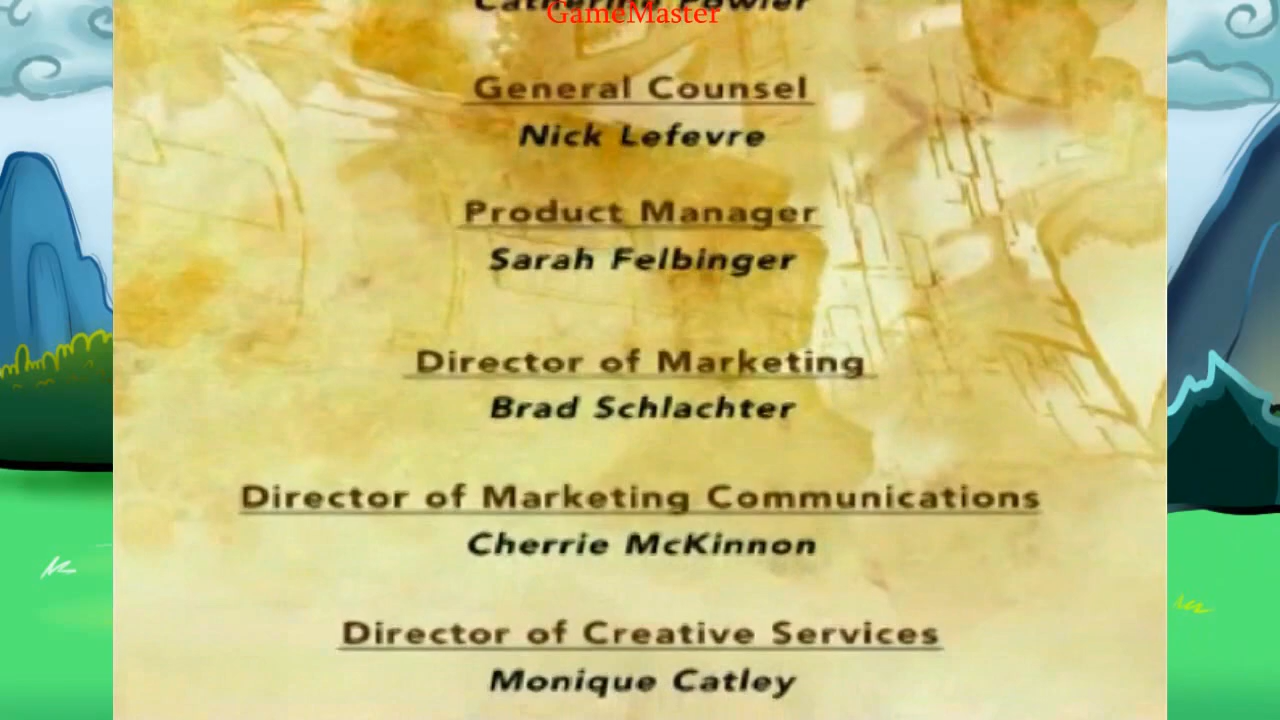 GameMaster
General Counsel
Nick Lefevre
Product Manager
Sarah Felbinger
Director of Marketing
Brad Schlachter
Director of Marketing Communications
Cherrie McKinnon
Director of Creative Services
Monique Catley